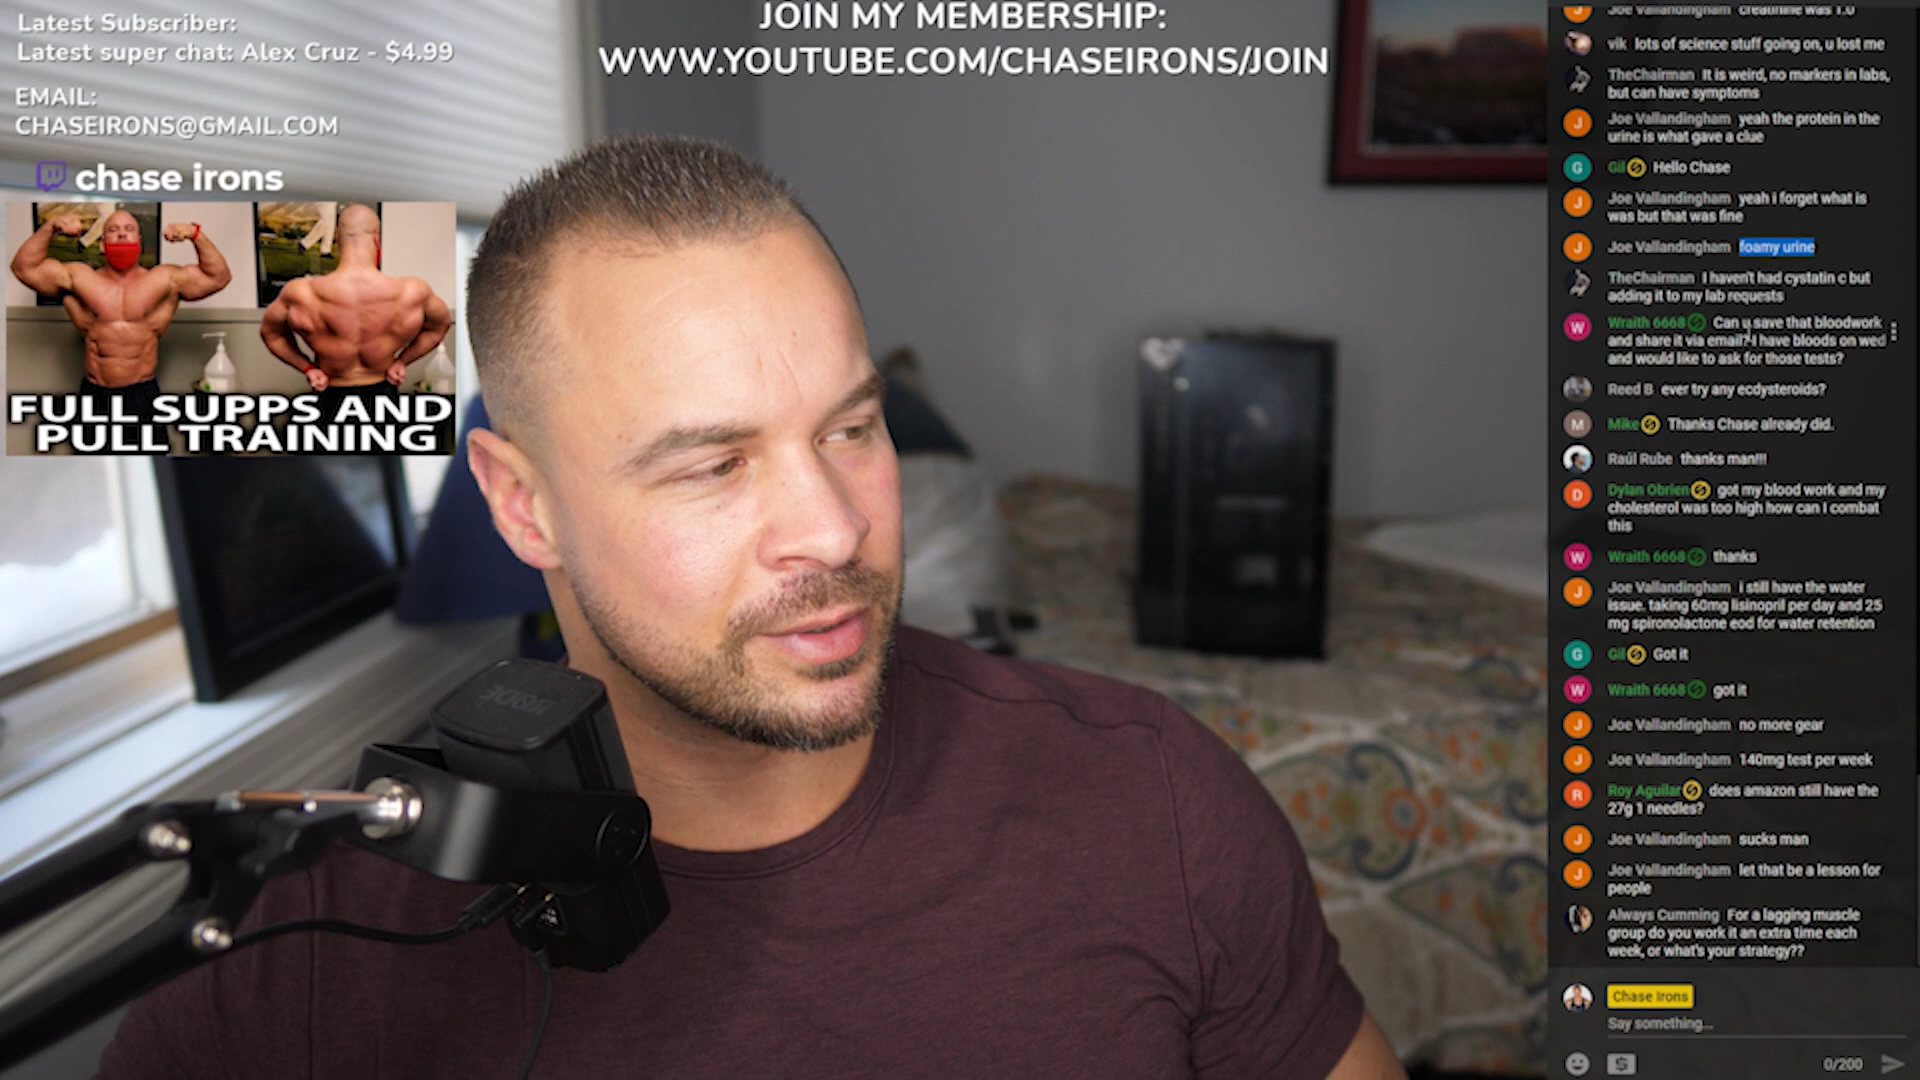 Latest Subscriber:
Latest super chat: Alex Cruz - $4.99
EMAIL:
CHASEIRONS@GMAIL.COM
chase irons
FULL SUPPS AND
PULL TRAINING
JOIN MY MEMBERSHIP:
WWW.YOUTUBE.COM/CHASEIRONS/JOIN
RODE
Joe Vallandingham creatinine was 1.0
vik lots of science stuff going on, u lost me
TheChairman It is weird, no markers in labs,
but can have symptoms
Joe Vallandingham yeah the protein in the
urine is what gave a clue
Gil Hello Chase
Joe Vallandingham yeah i forget what is
was but that was fine
Joe Vallandingham foamy urine
TheChairman I haven't had cystatin c but
adding it to my lab requests
Wraith 6668 Can u save that bloodwork
and share it via email? I have bloods on wed
and would like to ask for those tests?
Reed B ever try any ecdysteroids?
Mike Thanks Chase already did.
Raúl Rube thanks man!!!
Dylan Obrien got my blood work and my
cholesterol was too high how can I combat
this
Wraith 6668 thanks
Joe Vallandingham i still have the water
issue. taking 60mg lisinopril per day and 25
mg spironolactone eod for water retention
Gil Got it
Wraith 6668 got it
Joe Vallandingham no more gear
Joe Vallandingham 140mg test per week
Roy Aguilar does amazon still have the
27g 1 needles?
Joe Vallandingham sucks man
Joe Vallandingham let that be a lesson for
people
Always Cumming For a lagging muscle
group do you work it an extra time each
week, or what's your strategy??
Chase Irons
Say something...
0/200